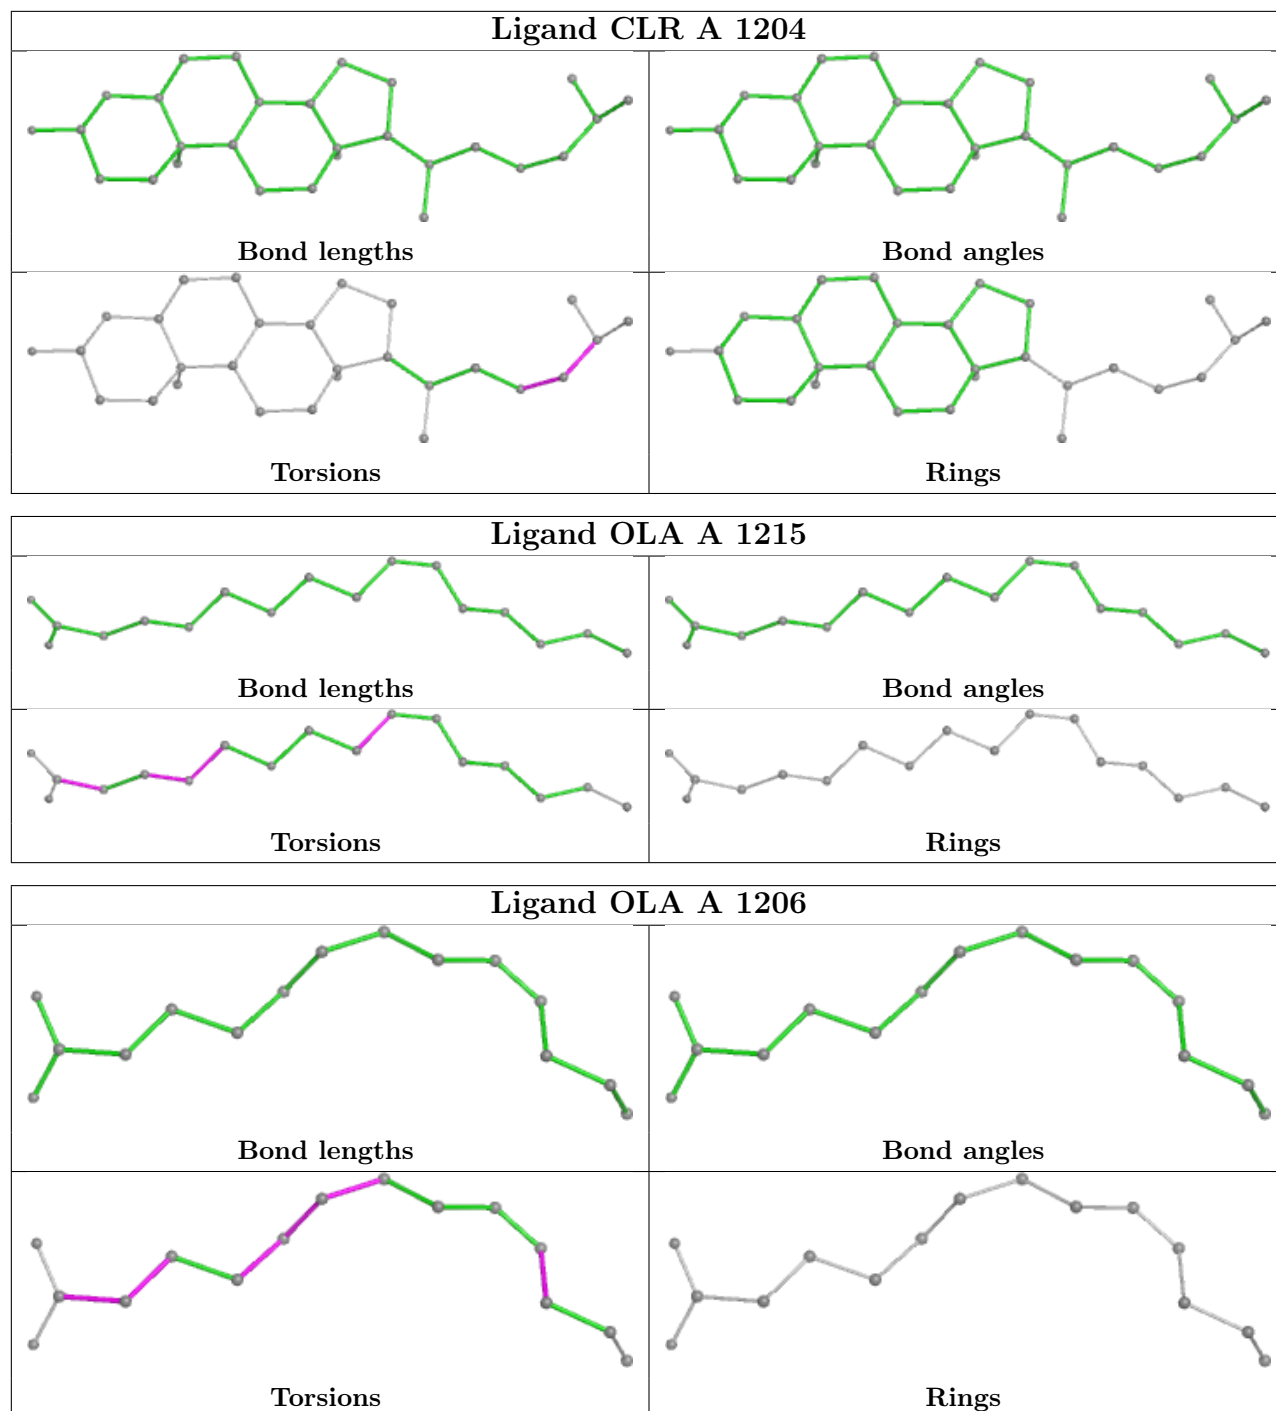 Ligand CLR A 1204
Bond lengths
Bond angles
Torsions
Rings
Ligand OLA A 1215
Bond lengths
Bond angles
Torsions
Rings
Ligand OLA A 1206
Bond lengths
Bond angles
Torsions
Rings